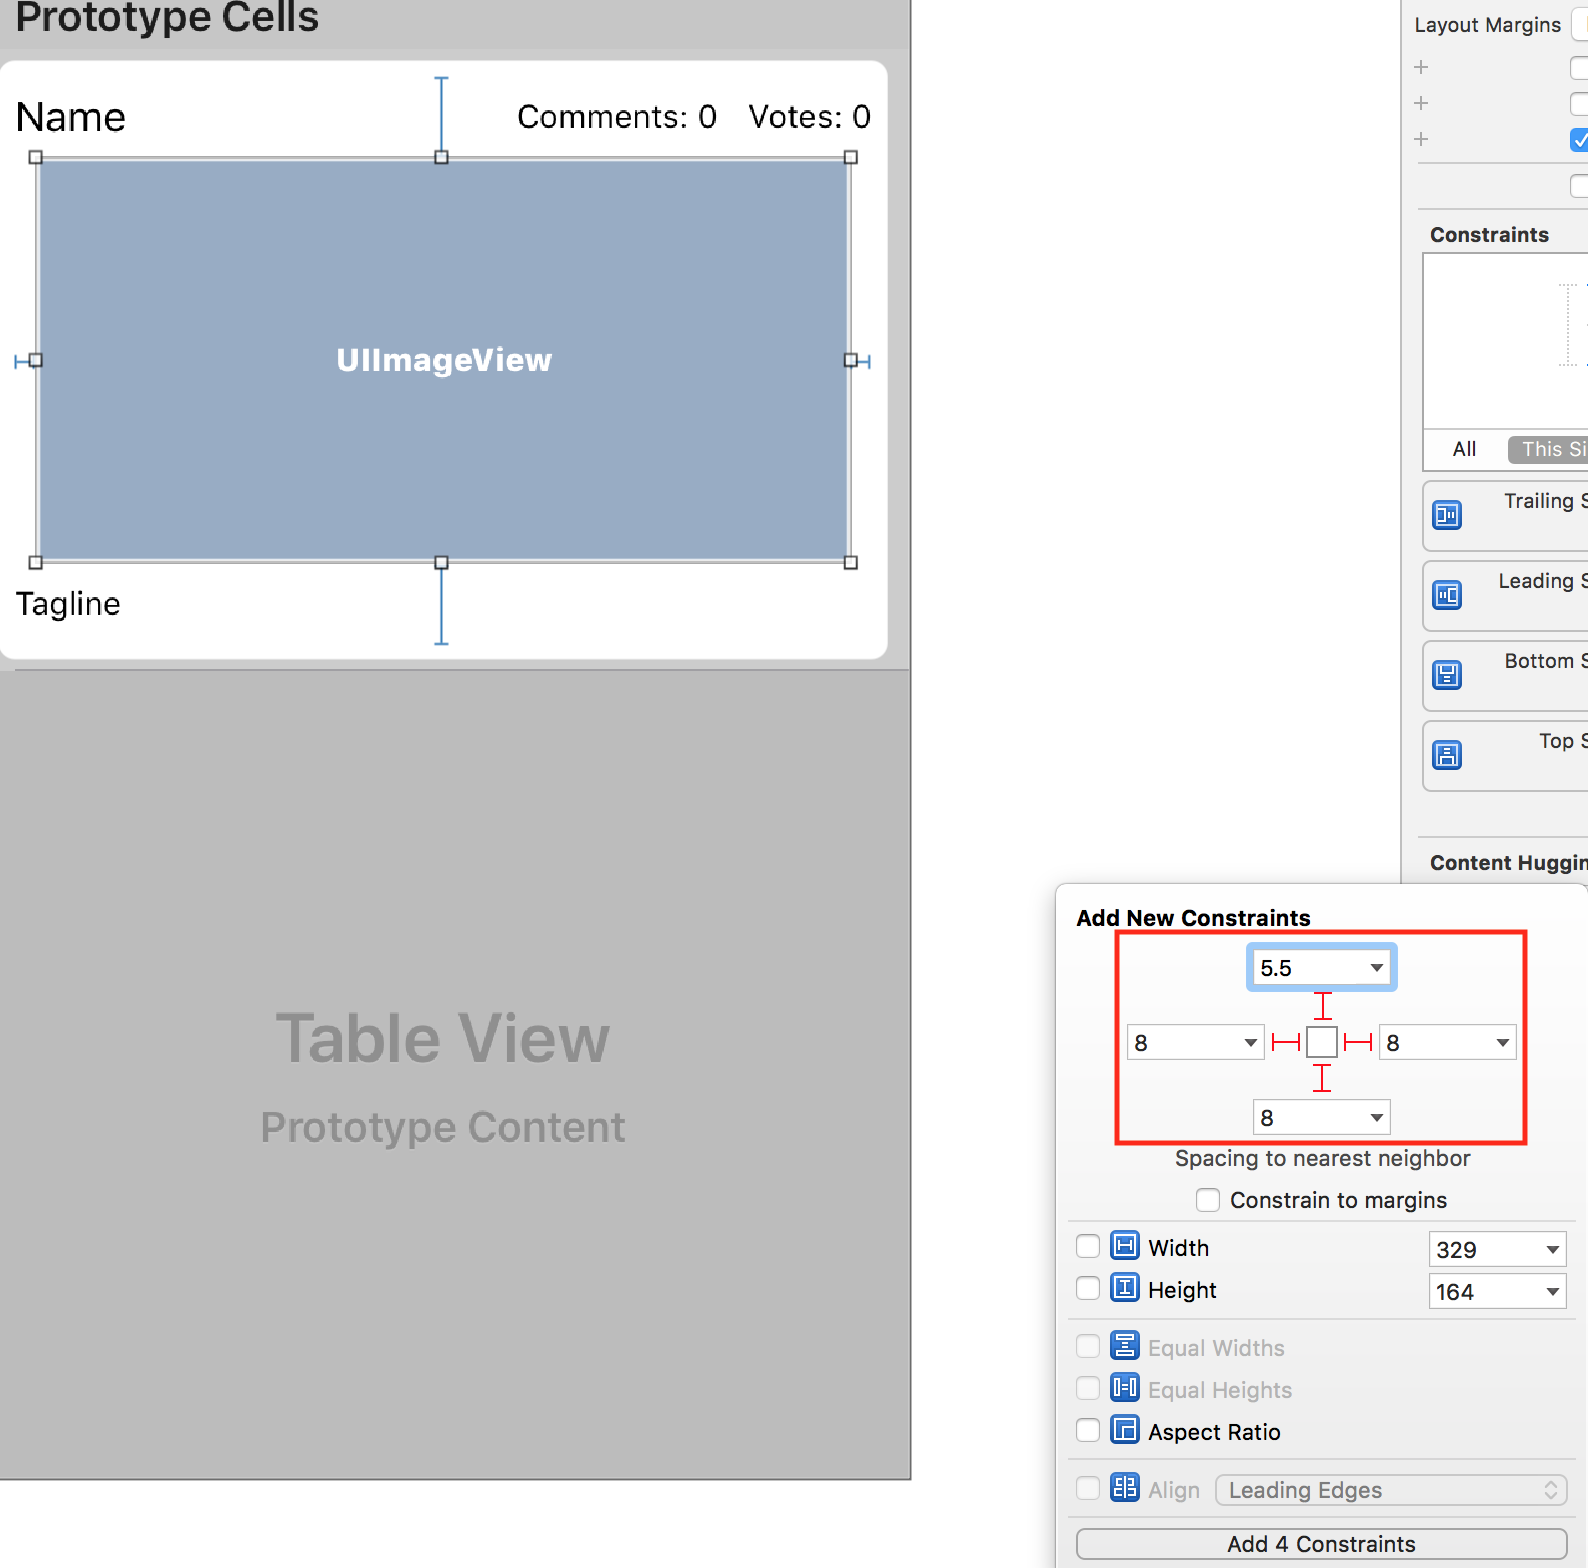 Prototype Cells
Name
Comments: 0
Votes: 0
UIImageView
Tagline
Table View
Prototype Content
Layout Margins
Constraints
All
This Si
Trailing S
Leading S
Bottom S
Top S
Content Huggin
Add New Constraints
5.5
8
8
8
Spacing to nearest neighbor
Constrain to margins
Width
329
Height
164
Equal Widths
Equal Heights
Aspect Ratio
Align
Leading Edges
Add 4 Constraints